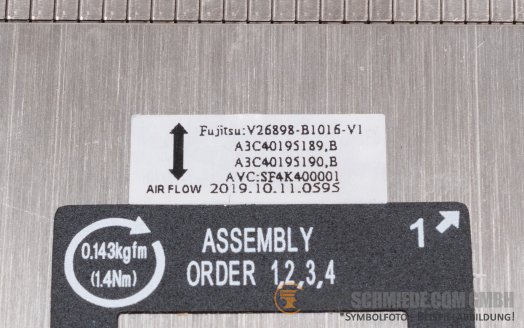 Fujitsu:V26898-B1016-V1
A3C40195189,B
A3C40195190,B
AVC:SF4K400001
AIR FLOW 2019.10.11.0595
0.143kgfm
(1.4Nm)
ASSEMBLY
ORDER 1,2,3,4
1
SCHMIEDE.COM GMBH
*SYMBOLFOTO - BEISPIELABBILDUNG!